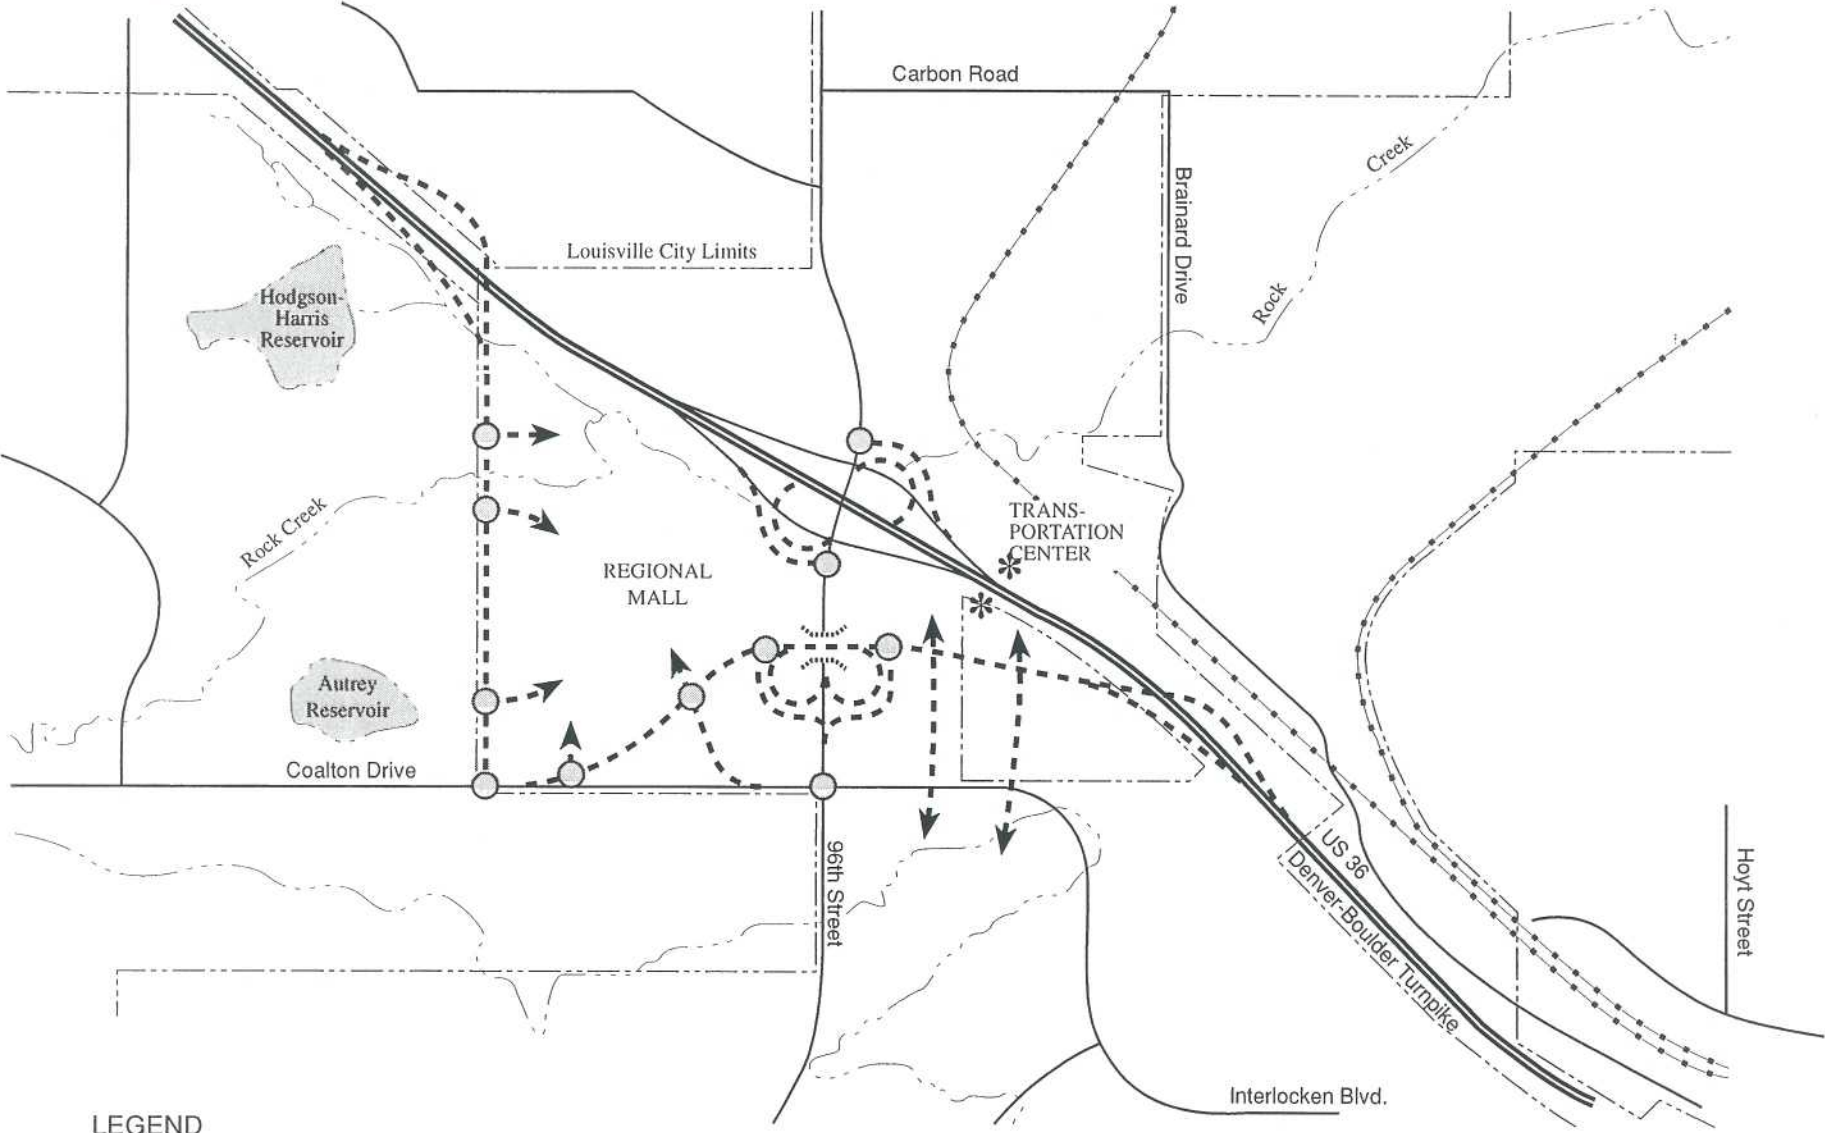 Carbon Road
Creek
Brainard Drive
Louisville City Limits
Rock
Hodgson-
Harris
Reservoir
TRANS-
PORTATION
CENTER
Rock Creek
REGIONAL
MALL
Autrey
Reservoir
Coalton Drive
96th Street
US 36
Denver-Boulder Turnpike
Hoyt Street
Interlocken Blvd.
LEGEND